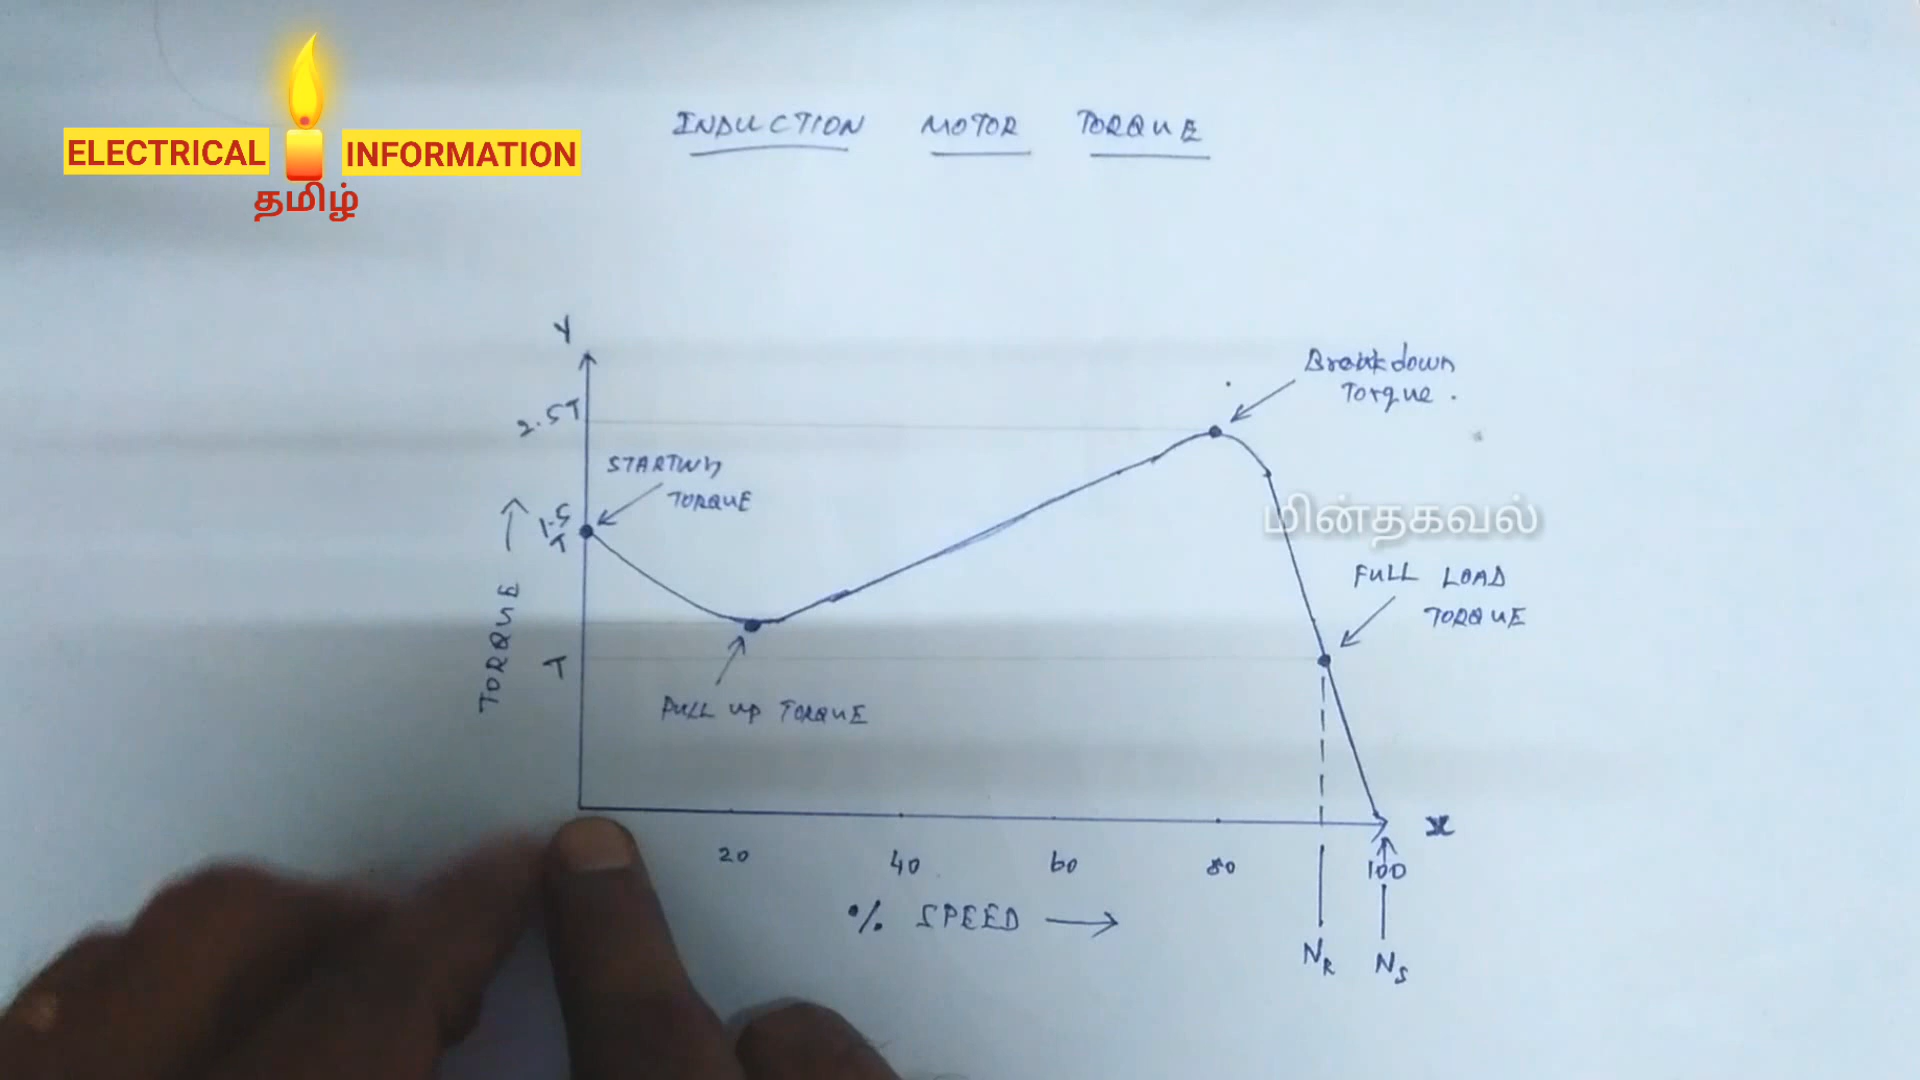 ELECTRICAL INFORMATION
தமிழ்
INDUCTION MOTOR TORQUE
Y
2.5T
Breakdown
Torque.
STARTING
TORQUE
1.5
T
மின்தகவல்
FULL LOAD
TORQUE
TORQUE
T
PULL UP TORQUE
X
20 40 60 80 100
% SPEED
NR NS